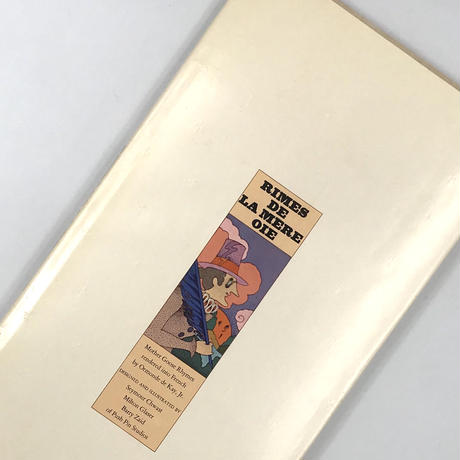 RIMES
DE
LA MERE
OIE
Mother Goose Rhymes
rendered into French
by Ormonde de Kay, Jr.
DESIGNED AND ILLUSTRATED BY
Seymour Chwast
Milton Glaser
Barry Zaid
of Push Pin Studios